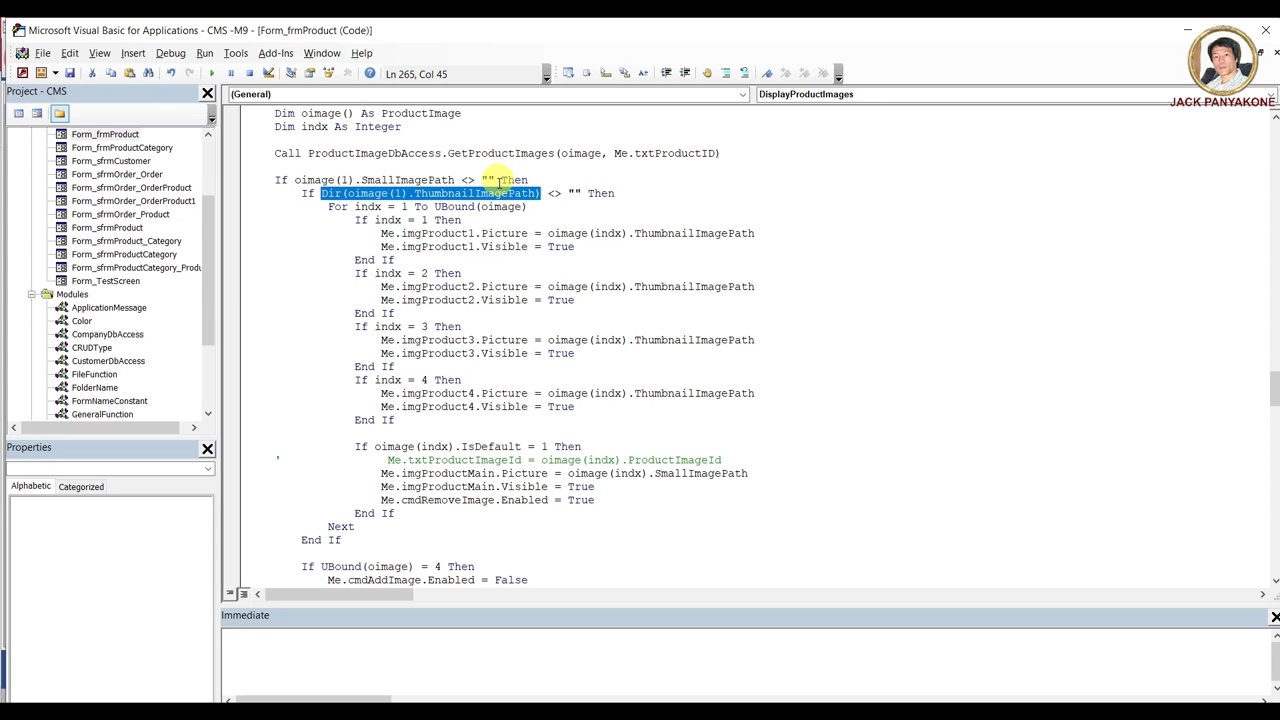 Microsoft Visual Basic for Applications - CMS -M9 - [Form_frmProduct (Code)]
File Edit View Insert Debug Run Tools Add-Ins Window Help
Ln 265, Col 45
JACK PANYAKONE
Project - CMS
(General)
DisplayProductImages
Form_frmProduct
Form_frmProductCategory
Form_sfrmCustomer
Form_sfrmOrder_Order
Form_sfrmOrder_OrderProduct
Form_sfrmOrder_OrderProduct1
Form_sfrmOrder_Product
Form_sfrmProduct
Form_sfrmProduct_Category
Form_sfrmProductCategory
Form_sfrmProductCategory_Produ
Form_TestScreen
Modules
ApplicationMessage
Color
CompanyDbAccess
CRUDType
CustomerDbAccess
FileFunction
FolderName
FormNameConstant
GeneralFunction
Properties
Alphabetic Categorized
Dim oimage() As ProductImage
Dim indx As Integer
Call ProductImageDbAccess.GetProductImages(oimage, Me.txtProductID)
If oimage(1).SmallImagePath <> "" Then
If Dir(oimage(1).ThumbnailImagePath) <> "" Then
For indx = 1 To UBound(oimage)
If indx = 1 Then
Me.imgProduct1.Picture = oimage(indx).ThumbnailImagePath
Me.imgProduct1.Visible = True
End If
If indx = 2 Then
Me.imgProduct2.Picture = oimage(indx).ThumbnailImagePath
Me.imgProduct2.Visible = True
End If
If indx = 3 Then
Me.imgProduct3.Picture = oimage(indx).ThumbnailImagePath
Me.imgProduct3.Visible = True
End If
If indx = 4 Then
Me.imgProduct4.Picture = oimage(indx).ThumbnailImagePath
Me.imgProduct4.Visible = True
End If
If oimage(indx).IsDefault = 1 Then
' Me.txtProductImageId = oimage(indx).ProductImageId
Me.imgProductMain.Picture = oimage(indx).SmallImagePath
Me.imgProductMain.Visible = True
Me.cmdRemoveImage.Enabled = True
End If
Next
End If
If UBound(oimage) = 4 Then
Me.cmdAddImage.Enabled = False
Immediate